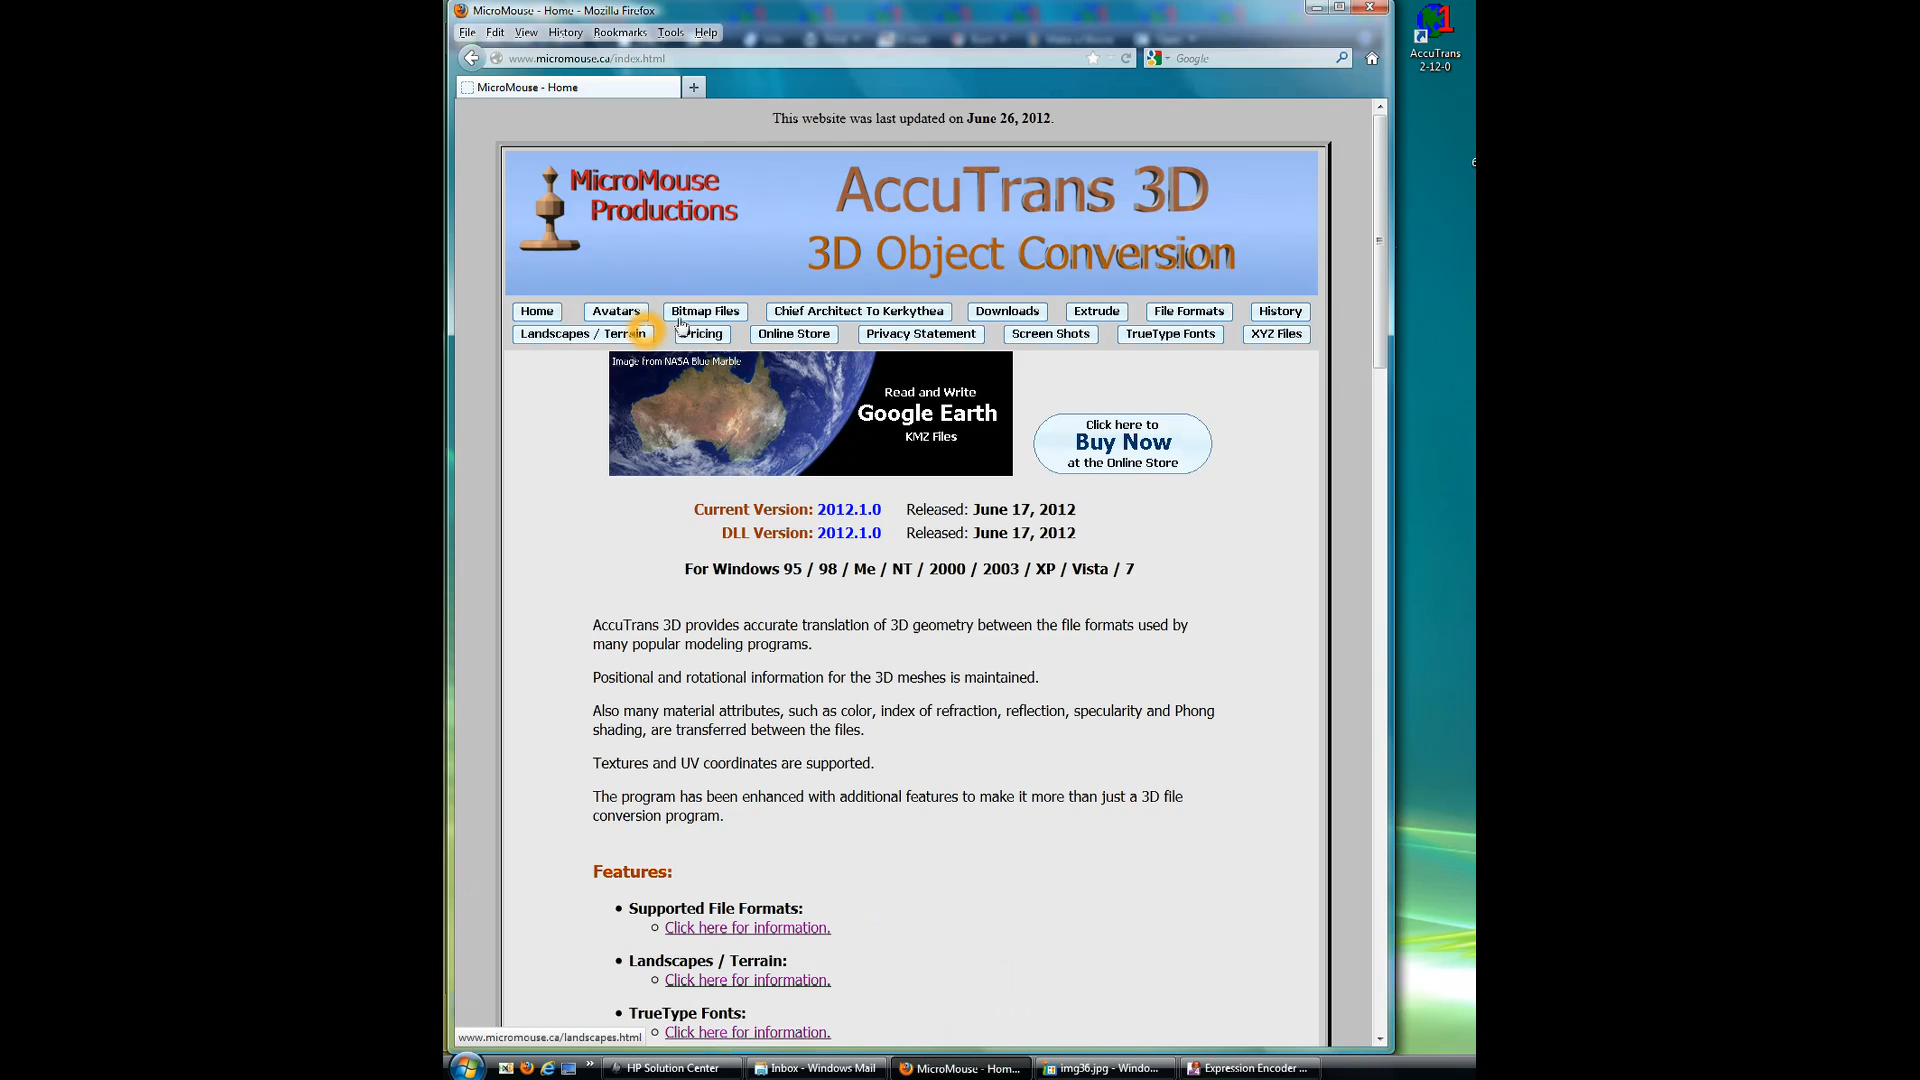 MicroMouse - Home - Mozilla Firefox
File Edit View History Bookmarks Tools Help
www.micromouse.ca/index.html
Google
MicroMouse - Home
AccuTrans
2-12-0
This website was last updated on June 26, 2012.
MicroMouse
Productions
AccuTrans 3D
3D Object Conversion
Home Avatars Bitmap Files Chief Architect To Kerkythea Downloads Extrude File Formats History
Landscapes / Terrain Pricing Online Store Privacy Statement Screen Shots TrueType Fonts XYZ Files
Image from NASA Blue Marble
Read and Write
Google Earth
KMZ Files
Click here to
Buy Now
at the Online Store
Current Version: 2012.1.0 Released: June 17, 2012
DLL Version: 2012.1.0 Released: June 17, 2012
For Windows 95 / 98 / Me / NT / 2000 / 2003 / XP / Vista / 7
AccuTrans 3D provides accurate translation of 3D geometry between the file formats used by
many popular modeling programs.
Positional and rotational information for the 3D meshes is maintained.
Also many material attributes, such as color, index of refraction, reflection, specularity and Phong
shading, are transferred between the files.
Textures and UV coordinates are supported.
The program has been enhanced with additional features to make it more than just a 3D file
conversion program.
Features:
• Supported File Formats:
Click here for information.
• Landscapes / Terrain:
Click here for information.
• TrueType Fonts:
Click here for information.
www.micromouse.ca/landscapes.html
HP Solution Center Inbox - Windows Mail MicroMouse - Hom... img36.jpg - Windo... Expression Encoder ...